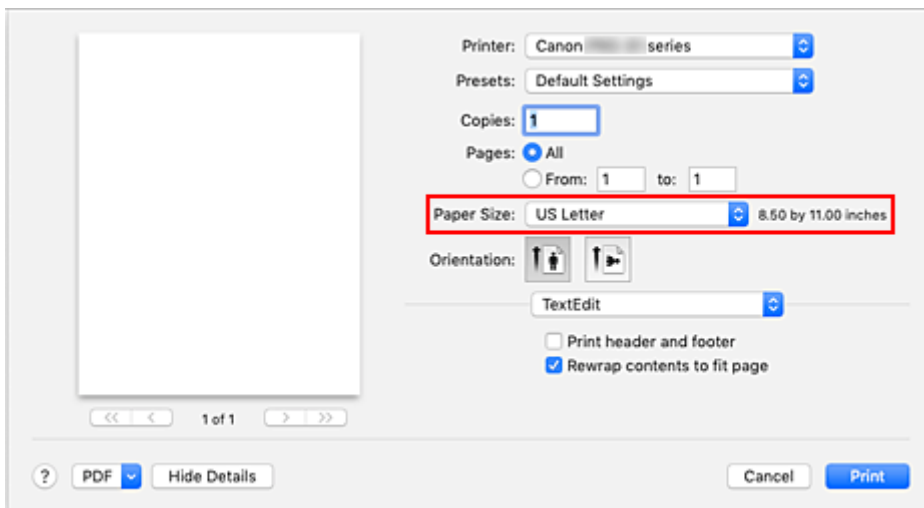 Printer: Canon series
Presets: Default Settings
Copies: 1
Pages: All
From: 1 to: 1
Paper Size: US Letter 8.50 by 11.00 inches
Orientation:
TextEdit
Print header and footer
Rewrap contents to fit page
<< < 1 of 1 > >>
? PDF Hide Details Cancel Print